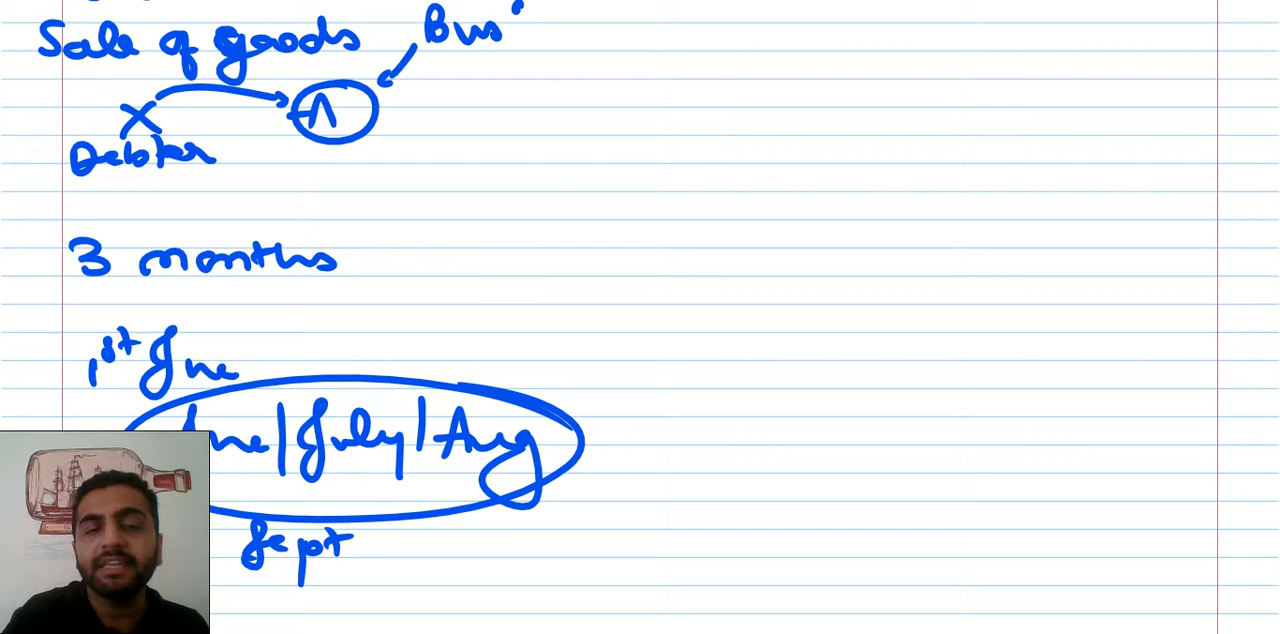 Sale of goods
Bus
X A
Debtor
3 months
1st June
June/July/Aug
Sept